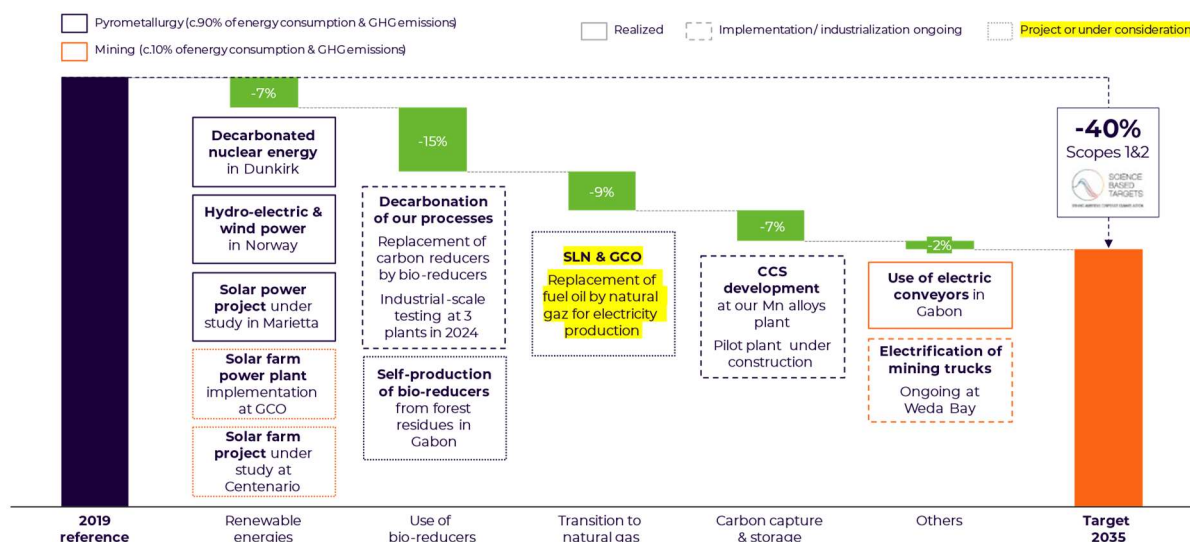 Pyrometallurgy (c.90% of energy consumption & GHG emissions)
Mining (c.10% of energy consumption & GHG emissions)
Realized
Implementation/ industrialization ongoing
Project or under consideration
-7%
-15%
-9%
-7%
-2%
-40%
Scopes 1&2
SCIENCE
BASED
TARGETS
Decarbonated
nuclear energy
in Dunkirk
Hydro-electric &
wind power
in Norway
Solar power
project under
study in Marietta
Solar farm
power plant
implementation
at GCO
Solar farm
project under
study at
Centenario
Decarbonation
of our processes
Replacement of
carbon reducers
by bio-reducers
Industrial-scale
testing at 3
plants in 2024
Self-production
of bio-reducers
from forest
residues in
Gabon
SLN & GCO
Replacement of
fuel oil by natural
gaz for electricity
production
CCS
development
at our Mn alloys
plant
Pilot plant under
construction
Use of electric
conveyors in
Gabon
Electrification of
mining trucks
Ongoing at
Weda Bay
2019
reference
Renewable
energies
Use of
bio-reducers
Transition to
natural gas
Carbon capture
& storage
Others
Target
2035